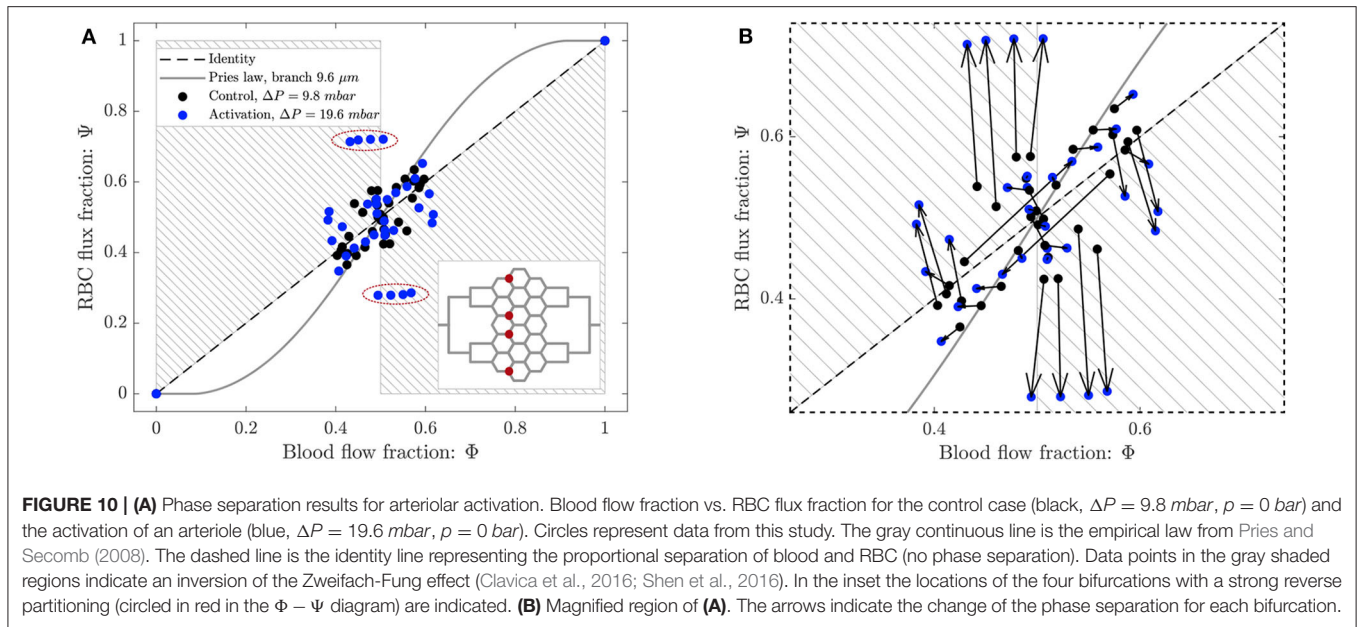 A
1
0.8
0.6
0.4
0.2
0
RBC flux fraction: Ψ
Identity
Pries law, branch 9.6 μm
Control, ΔP = 9.8 mbar
Activation, ΔP = 19.6 mbar
0
0.2
0.4
0.6
0.8
1
Blood flow fraction: Φ
B
0.6
0.4
RBC flux fraction: Ψ
0.4
0.6
Blood flow fraction: Φ
FIGURE 10 | (A) Phase separation results for arteriolar activation. Blood flow fraction vs. RBC flux fraction for the control case (black, ΔP = 9.8 mbar, p = 0 bar) and
the activation of an arteriole (blue, ΔP = 19.6 mbar, p = 0 bar). Circles represent data from this study. The gray continuous line is the empirical law from Pries and
Secomb (2008). The dashed line is the identity line representing the proportional separation of blood and RBC (no phase separation). Data points in the gray shaded
regions indicate an inversion of the Zweifach-Fung effect (Clavica et al., 2016; Shen et al., 2016). In the inset the locations of the four bifurcations with a strong reverse
partitioning (circled in red in the Φ − Ψ diagram) are indicated. (B) Magnified region of (A). The arrows indicate the change of the phase separation for each bifurcation.